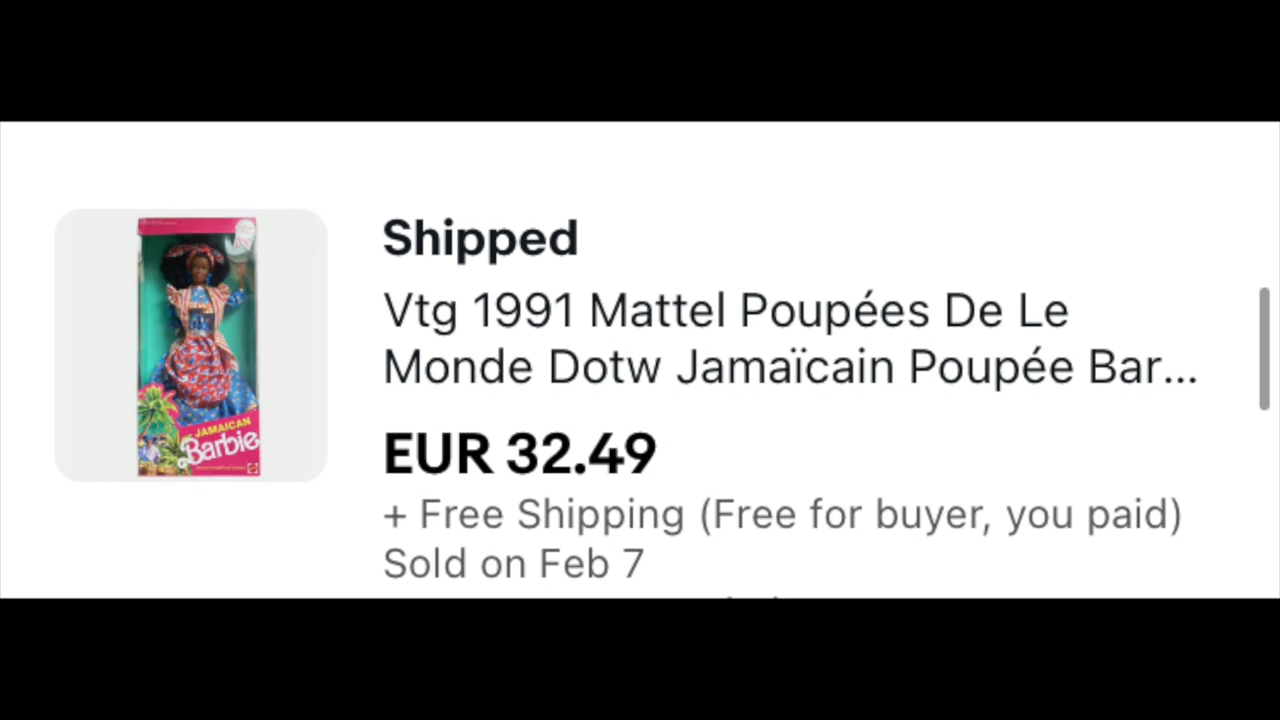 Shipped
Vtg 1991 Mattel Poupées De Le
Monde Dotw Jamaïcain Poupée Bar...
EUR 32.49
+ Free Shipping (Free for buyer, you paid)
Sold on Feb 7
JAMAICAN
Barbie